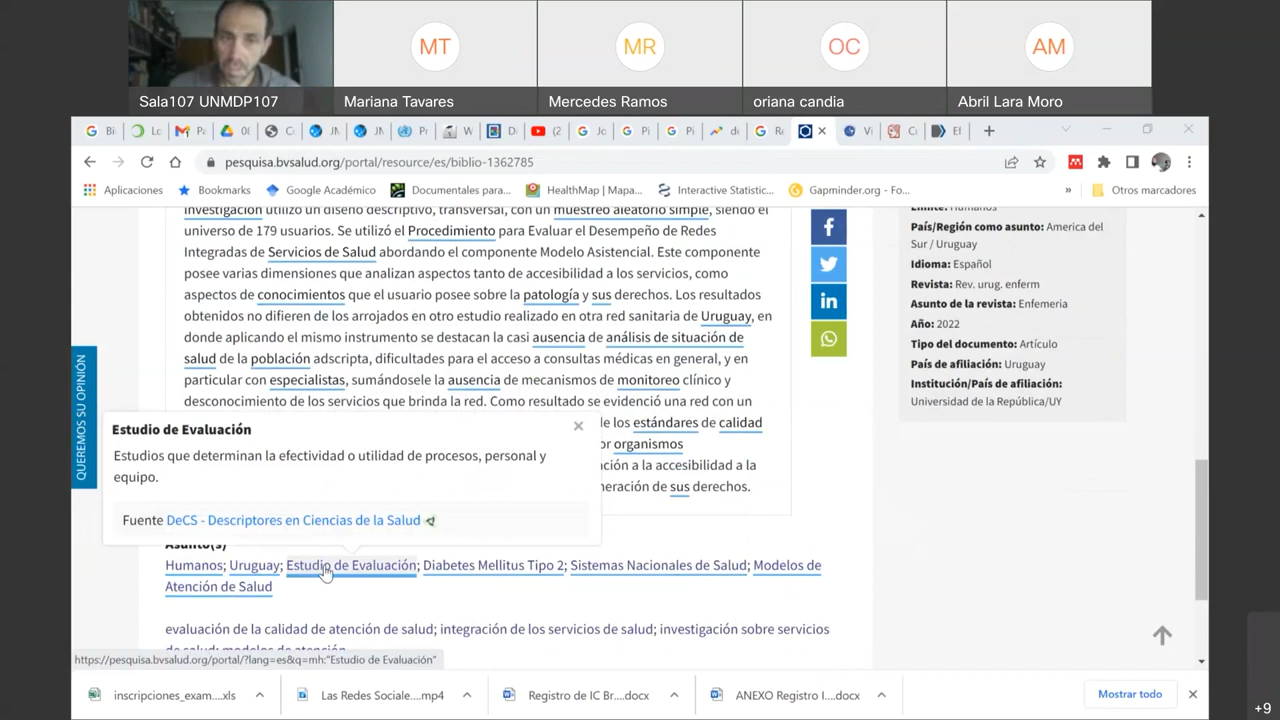 MT
MR
OC
AM
Sala107 UNMDP107
Mariana Tavares
Mercedes Ramos
oriana candia
Abril Lara Moro
pesquisa.bvsalud.org/portal/resource/es/biblio-1362785
Aplicaciones
Bookmarks
Google Académico
Documentales para...
HealthMap | Mapa...
Interactive Statistic...
Gapminder.org - Fo...
»
Otros marcadores
investigación utilizó un diseño descriptivo, transversal, con un muestreo aleatorio simple, siendo el
universo de 179 usuarios. Se utilizó el Procedimiento para Evaluar el Desempeño de Redes
Integradas de Servicios de Salud abordando el componente Modelo Asistencial. Este componente
posee varias dimensiones que analizan aspectos tanto de accesibilidad a los servicios, como
aspectos de conocimientos que el usuario posee sobre la patología y sus derechos. Los resultados
obtenidos no difieren de los arrojados en otro estudio realizado en otra red sanitaria de Uruguay, en
donde aplicando el mismo instrumento se destacan la casi ausencia de análisis de situación de
salud de la población adscripta, dificultades para el acceso a consultas médicas en general, y en
particular con especialistas, sumándosele la ausencia de mecanismos de monitoreo clínico y
desconocimiento de los servicios que brinda la red. Como resultado se evidenció una red con un
de los estándares de calidad
or organismos
ción a la accesibilidad a la
neración de sus derechos.
Estudio de Evaluación
Estudios que determinan la efectividad o utilidad de procesos, personal y
equipo.
Fuente DeCS - Descriptores en Ciencias de la Salud
Asunto(s)
Humanos; Uruguay; Estudio de Evaluación; Diabetes Mellitus Tipo 2; Sistemas Nacionales de Salud; Modelos de
Atención de Salud
evaluación de la calidad de atención de salud; integración de los servicios de salud; investigación sobre servicios
de salud; modelos de atención
QUEREMOS SU OPINIÓN
Límite: Humanos
País/Región como asunto: America del
Sur / Uruguay
Idioma: Español
Revista: Rev. urug. enferm
Asunto de la revista: Enfemeria
Año: 2022
Tipo del documento: Artículo
País de afiliación: Uruguay
Institución/País de afiliación:
Universidad de la República/UY
https://pesquisa.bvsalud.org/portal/?lang=es&q=mh:"Estudio de Evaluación"
inscripciones_exam....xls
Las Redes Sociale....mp4
Registro de IC Br....docx
ANEXO Registro I....docx
Mostrar todo
+9